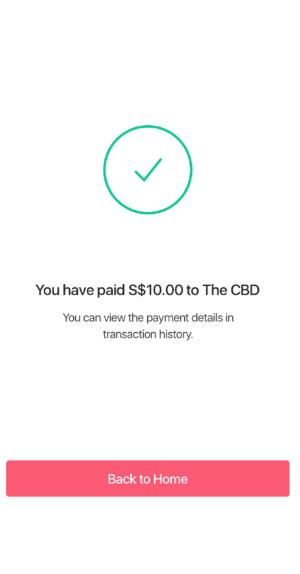 You have paid S$10.00 to The CBD
You can view the payment details in
transaction history.
Back to Home